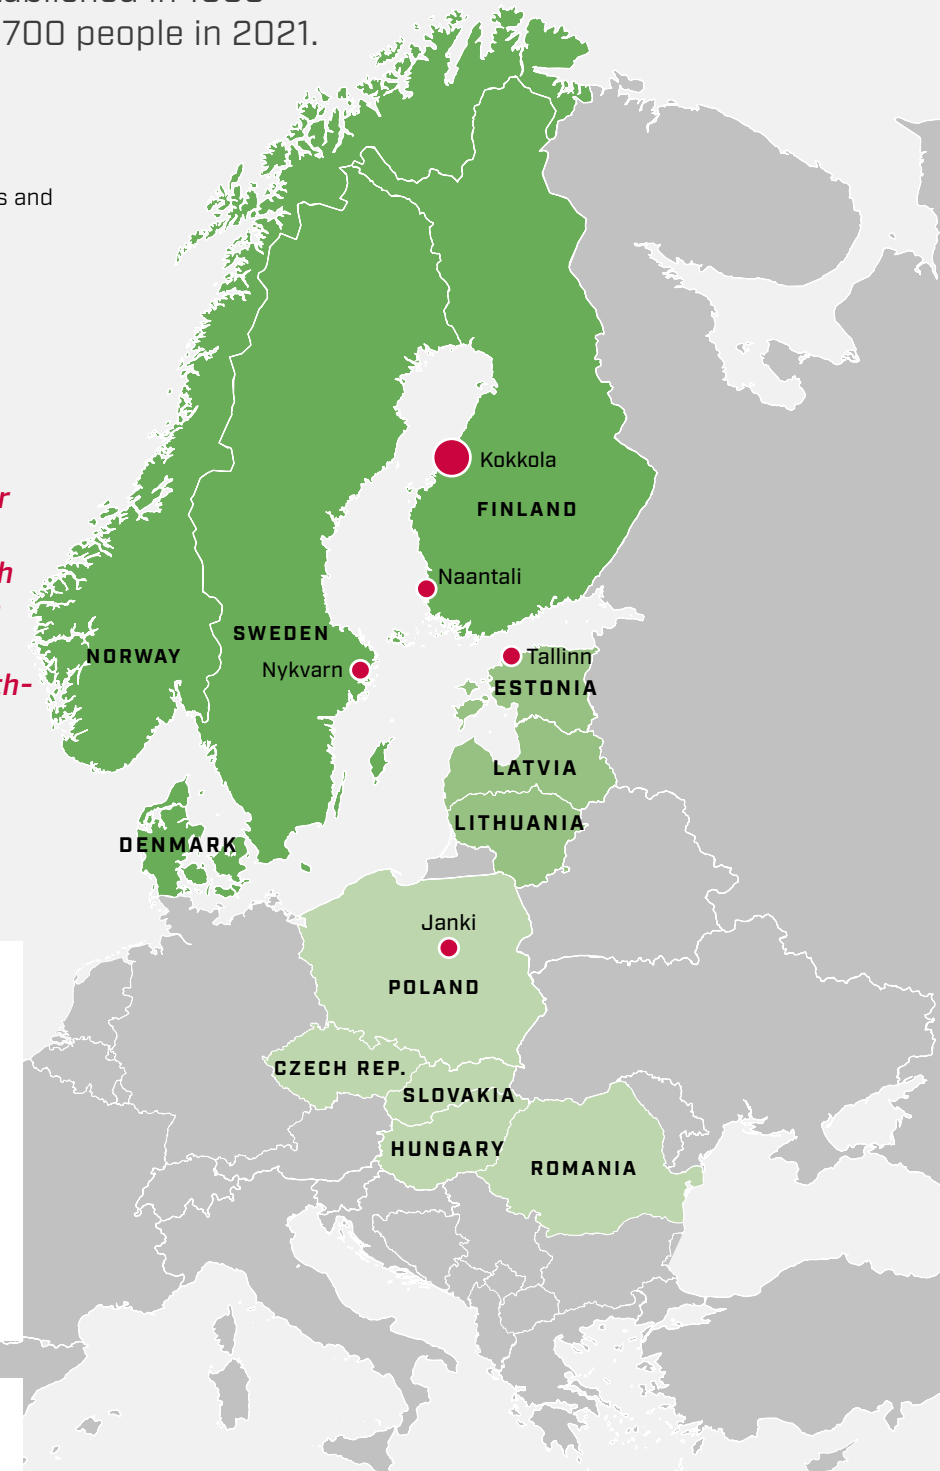 700 people in 2021.
s and
r
h
th-
Kokkola
FINLAND
Naantali
SWEDEN
NORWAY
Nykvarn
Tallinn
ESTONIA
LATVIA
LITHUANIA
DENMARK
Janki
POLAND
CZECH REP.
SLOVAKIA
HUNGARY
ROMANIA